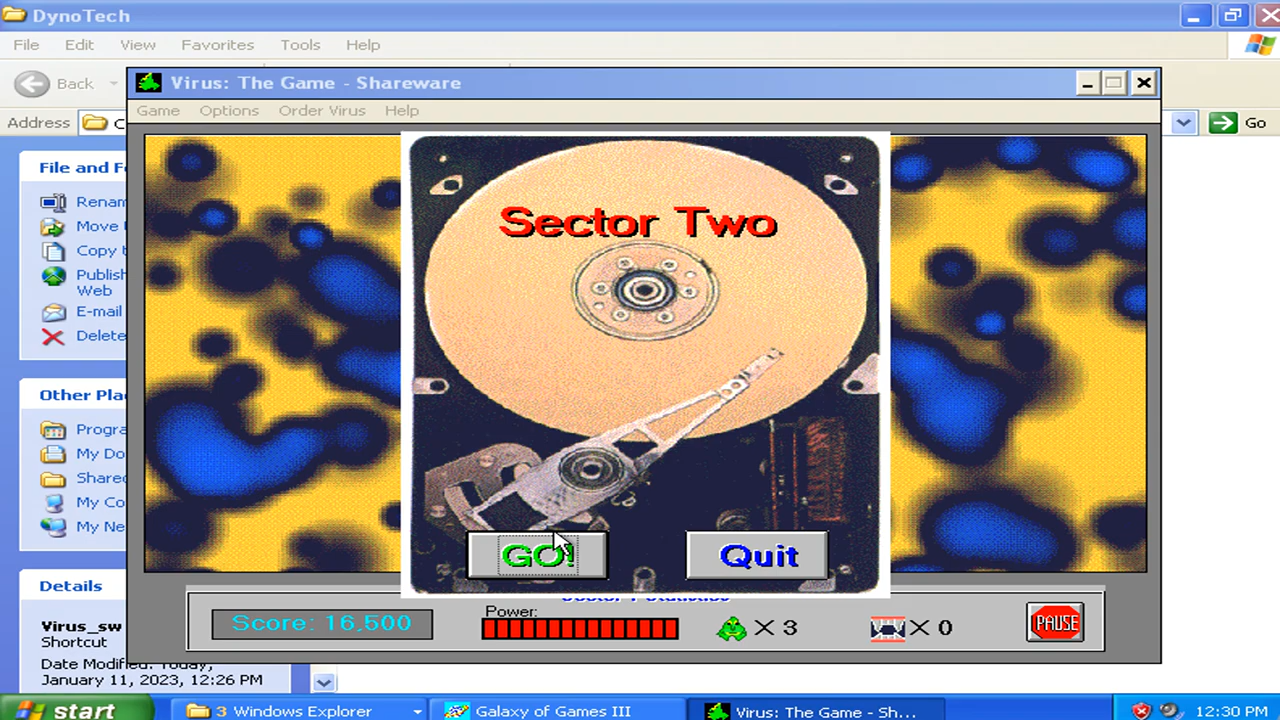 DynoTech
File Edit View Favorites Tools Help
Back
Virus: The Game - Shareware
Game Options Order Virus Help
Address C
Go
File and F
Renam
Move
Copy t
Publish
Web
E-mail
Delete
Other Pla
Progra
My Do
Shared
My Co
My Ne
Details
Virus_sw
Shortcut
Date Modified: Today,
January 11, 2023, 12:26 PM
Sector Two
GO!
Quit
Score: 16,500
Power:
X 3
X 0
PAUSE
start
3 Windows Explorer
Galaxy of Games III
Virus: The Game - Sh...
12:30 PM